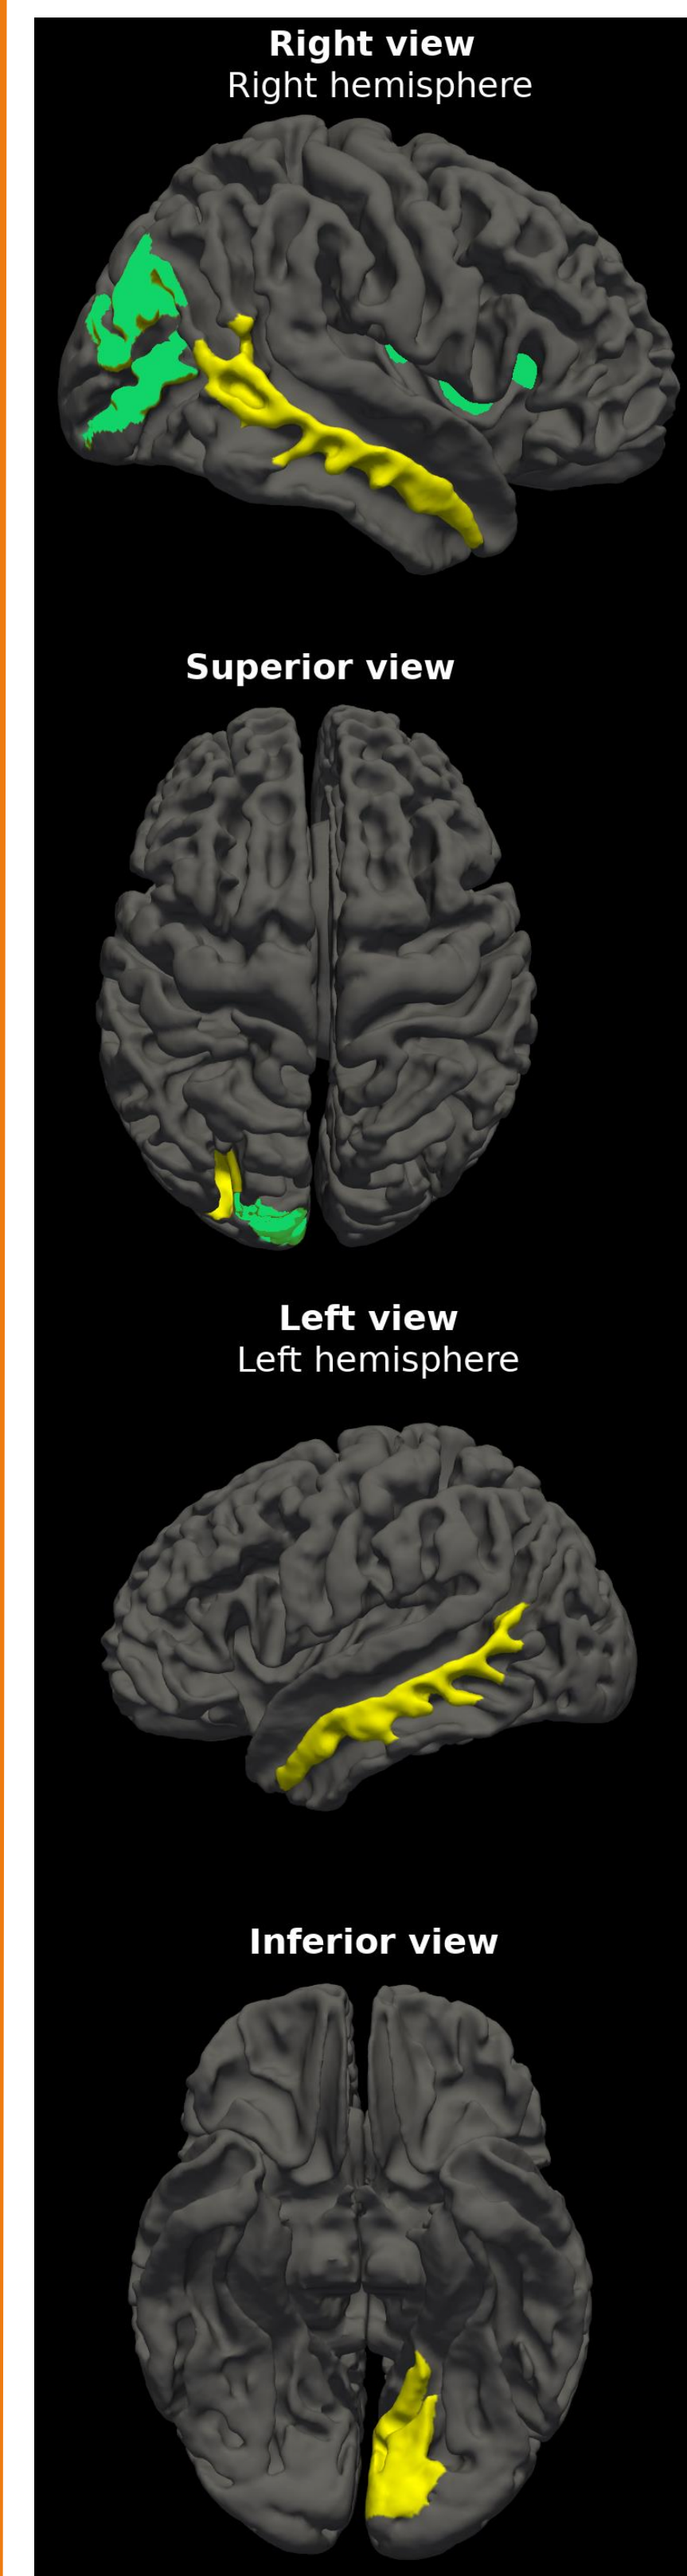 Right view
Right hemisphere
Superior view
Left view
Left hemisphere
Inferior view